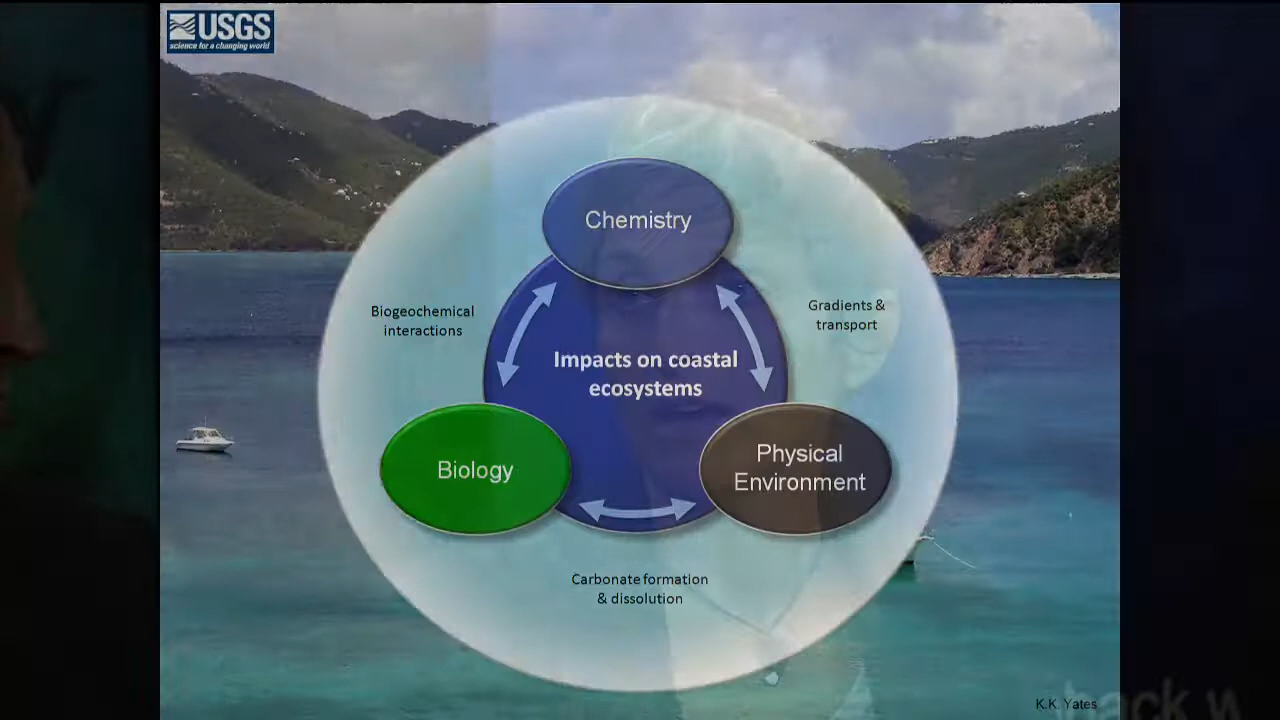 USGS
science for a changing world
Chemistry
Biogeochemical
interactions
Gradients &
transport
Impacts on coastal
ecosystems
Biology
Physical
Environment
Carbonate formation
& dissolution
K.K. Yates